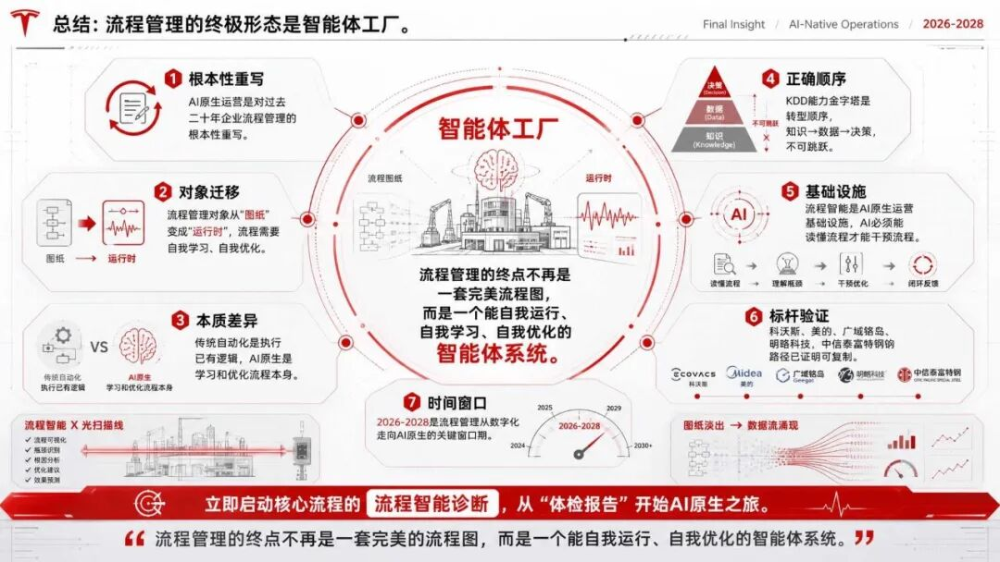 总结：流程管理的终极形态是智能体工厂。
Final Insight / AI-Native Operations / 2026-2028
1 根本性重写
AI原生运营是对过去
二十年企业流程管理的
根本性重写。
2 对象迁移
流程管理对象从“图纸”
变成“运行时”，流程需要
自我学习、自我优化。
图纸
运行时
3 本质差异
传统自动化是执行
已有逻辑，AI原生是
学习和优化流程本身。
VS
传统自动化
执行已有逻辑
AI原生
学习和优化流程本身
智能体工厂
流程图纸
运行时
流程管理的终点不再是
一套完美流程图，
而是一个能自我运行、
自我学习、自我优化的
智能体系统。
4 正确顺序
KDD能力金字塔是
转型顺序，
知识→数据→决策，
不可跳跃。
决策
(Decision)
数据
(Data)
知识
(Knowledge)
不可跳跃
5 基础设施
流程智能是AI原生运营
基础设施，AI必须能
读懂流程才能干预流程。
AI
读懂流程
理解瓶颈
干预优化
闭环反馈
6 标杆验证
科沃斯、美的、广域铭岛、
明略科技，中信泰富特钢钢
路径已证明可复制。
ECOVACS
科沃斯
Midea
美的
广域铭岛
Geega
明略科技
中信泰富特钢
CITIC PACIFIC SPECIAL STEEL
7 时间窗口
2026-2028是流程管理从数字化
走向AI原生的关键窗口期。
2024
2025
2026-2028
2029
2030+
流程智能 X 光扫描线
✓ 流程可视化
✓ 瓶颈识别
✓ 根因分析
✓ 优化建议
✓ 效果预测
图纸淡出 → 数据流涌现
立即启动核心流程的 流程智能诊断，从“体检报告”开始AI原生之旅。
“流程管理的终点不再是一套完美的流程图，而是一个能自我运行、自我优化的智能体系统。”